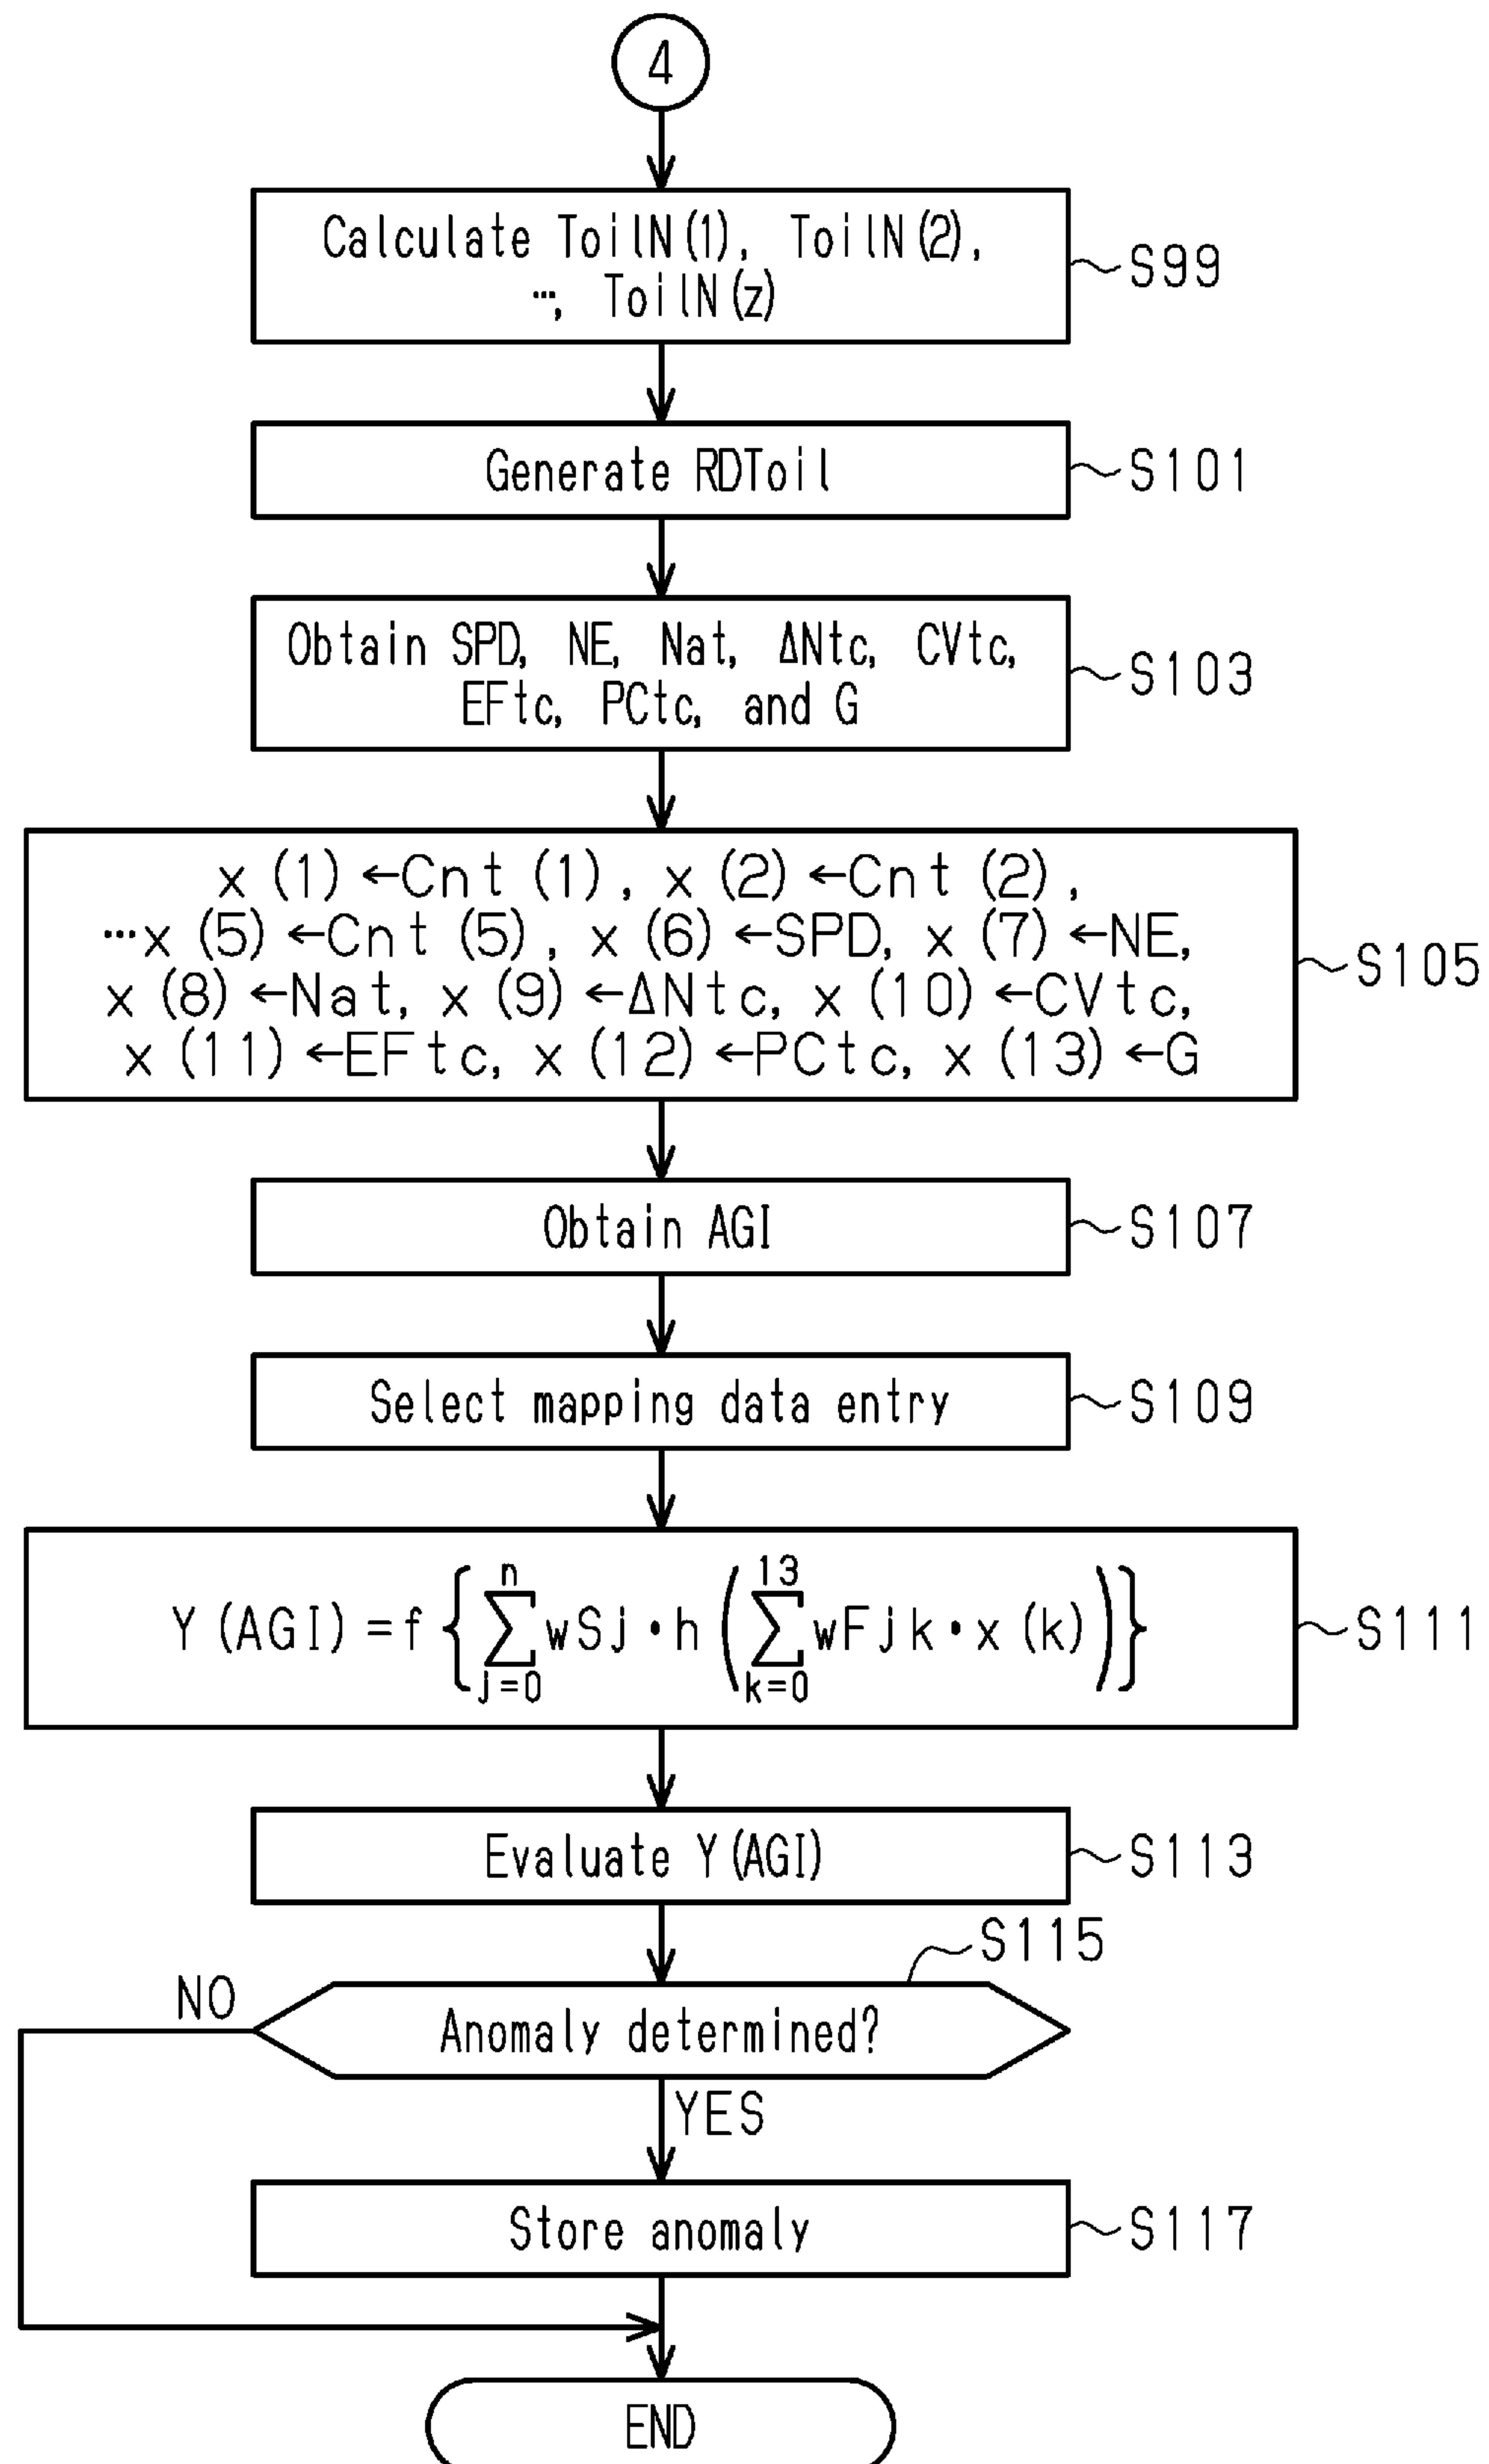 4
Calculate ToilN(1), ToilN(2),
…, ToilN(z)
S99
Generate RDToil
S101
Obtain SPD, NE, Nat, ΔNtc, CVtc,
EFtc, PCtc, and G
S103
x(1)←Cnt(1), x(2)←Cnt(2),
…x(5)←Cnt(5), x(6)←SPD, x(7)←NE,
x(8)←Nat, x(9)←ΔNtc, x(10)←CVtc,
x(11)←EFtc, x(12)←PCtc, x(13)←G
S105
Obtain AGI
S107
Select mapping data entry
S109
Y(AGI)=f{∑_{j=0}^{n} wSj・h(∑_{k=0}^{13} wFjk・x(k))}
S111
Evaluate Y(AGI)
S113
S115
NO
Anomaly determined?
YES
Store anomaly
S117
END